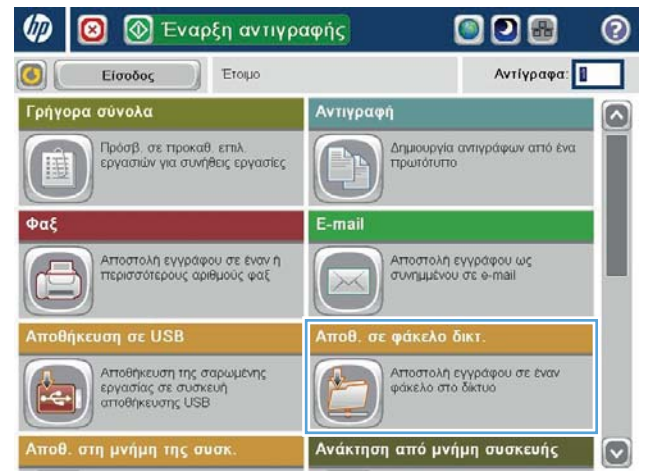 hp
Έναρξη αντιγραφής
?
Είσοδος
Έτοιμο
Αντίγραφα: 1
Γρήγορα σύνολα
Πρόσβ. σε προκαθ. επιλ.
εργασιών για συνήθεις εργασίες
Αντιγραφή
Δημιουργία αντιγράφων από ένα
πρωτότυπο
Φαξ
Αποστολή εγγράφου σε έναν ή
περισσότερους αριθμούς φαξ
E-mail
Αποστολή εγγράφου ως
συνημμένου σε e-mail
Αποθήκευση σε USB
Αποθήκευση της σαρωμένης
εργασίας σε συσκευή
αποθήκευσης USB
Αποθ. σε φάκελο δικτ.
Αποστολή εγγράφου σε έναν
φάκελο στο δίκτυο
Αποθ. στη μνήμη της συσκ.
Ανάκτηση από μνήμη συσκευής